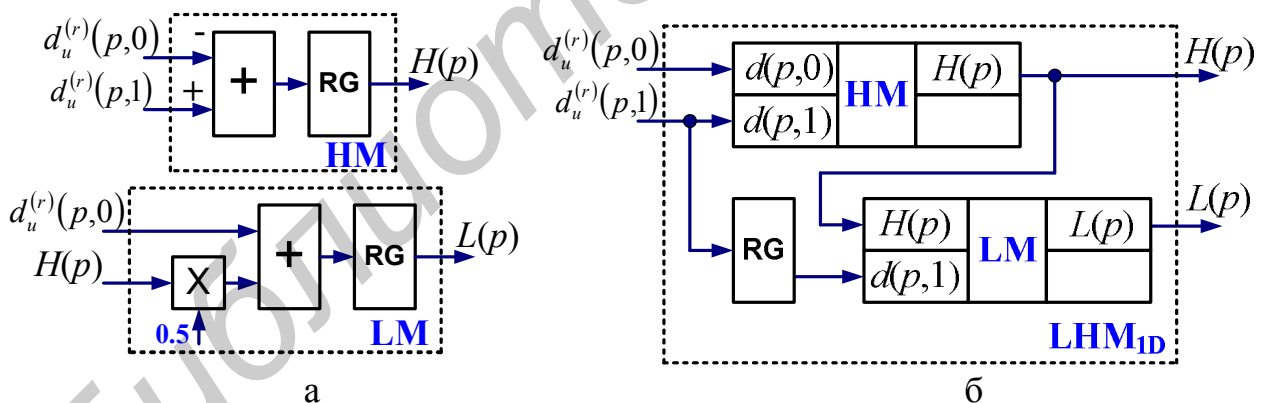 d_u^(r)(p,0)
-
d_u^(r)(p,1)
+
+
RG
H(p)
HM
d_u^(r)(p,0)
H(p)
X
0.5
+
RG
L(p)
LM
а
d_u^(r)(p,0)
d_u^(r)(p,1)
d(p,0)
d(p,1)
HM
H(p)
H(p)
RG
H(p)
d(p,1)
LM
L(p)
L(p)
LHM_1D
б